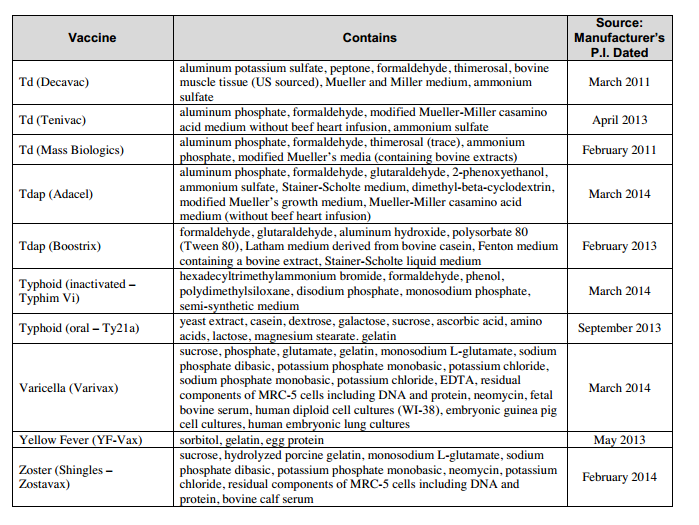 Vaccine Contains Source: Manufacturer's P.I. Dated
Td (Decavac) aluminum potassium sulfate, peptone, formaldehyde, thimerosal, bovine
muscle tissue (US sourced), Mueller and Miller medium, ammonium
sulfate March 2011
Td (Tenivac) aluminum phosphate, formaldehyde, modified Mueller-Miller casamino
acid medium without beef heart infusion, ammonium sulfate April 2013
Td (Mass Biologics) aluminum phosphate, formaldehyde, thimerosal (trace), ammonium
phosphate, modified Mueller's media (containing bovine extracts) February 2011
Tdap (Adacel) aluminum phosphate, formaldehyde, glutaraldehyde, 2-phenoxyethanol,
ammonium sulfate, Stainer-Scholte medium, dimethyl-beta-cyclodextrin,
modified Mueller's growth medium, Mueller-Miller casamino acid
medium (without beef heart infusion) March 2014
Tdap (Boostrix) formaldehyde, glutaraldehyde, aluminum hydroxide, polysorbate 80
(Tween 80), Latham medium derived from bovine casein, Fenton medium
containing a bovine extract, Stainer-Scholte liquid medium February 2013
Typhoid (inactivated – Typhim Vi) hexadecyltrimethylammonium bromide, formaldehyde, phenol,
polydimethylsiloxane, disodium phosphate, monosodium phosphate,
semi-synthetic medium March 2014
Typhoid (oral – Ty21a) yeast extract, casein, dextrose, galactose, sucrose, ascorbic acid, amino
acids, lactose, magnesium stearate. gelatin September 2013
Varicella (Varivax) sucrose, phosphate, glutamate, gelatin, monosodium L-glutamate, sodium
phosphate dibasic, potassium phosphate monobasic, potassium chloride,
sodium phosphate monobasic, potassium chloride, EDTA, residual
components of MRC-5 cells including DNA and protein, neomycin, fetal
bovine serum, human diploid cell cultures (WI-38), embryonic guinea pig
cell cultures, human embryonic lung cultures March 2014
Yellow Fever (YF-Vax) sorbitol, gelatin, egg protein May 2013
Zoster (Shingles – Zostavax) sucrose, hydrolyzed porcine gelatin, monosodium L-glutamate, sodium
phosphate dibasic, potassium phosphate monobasic, neomycin, potassium
chloride, residual components of MRC-5 cells including DNA and
protein, bovine calf serum February 2014